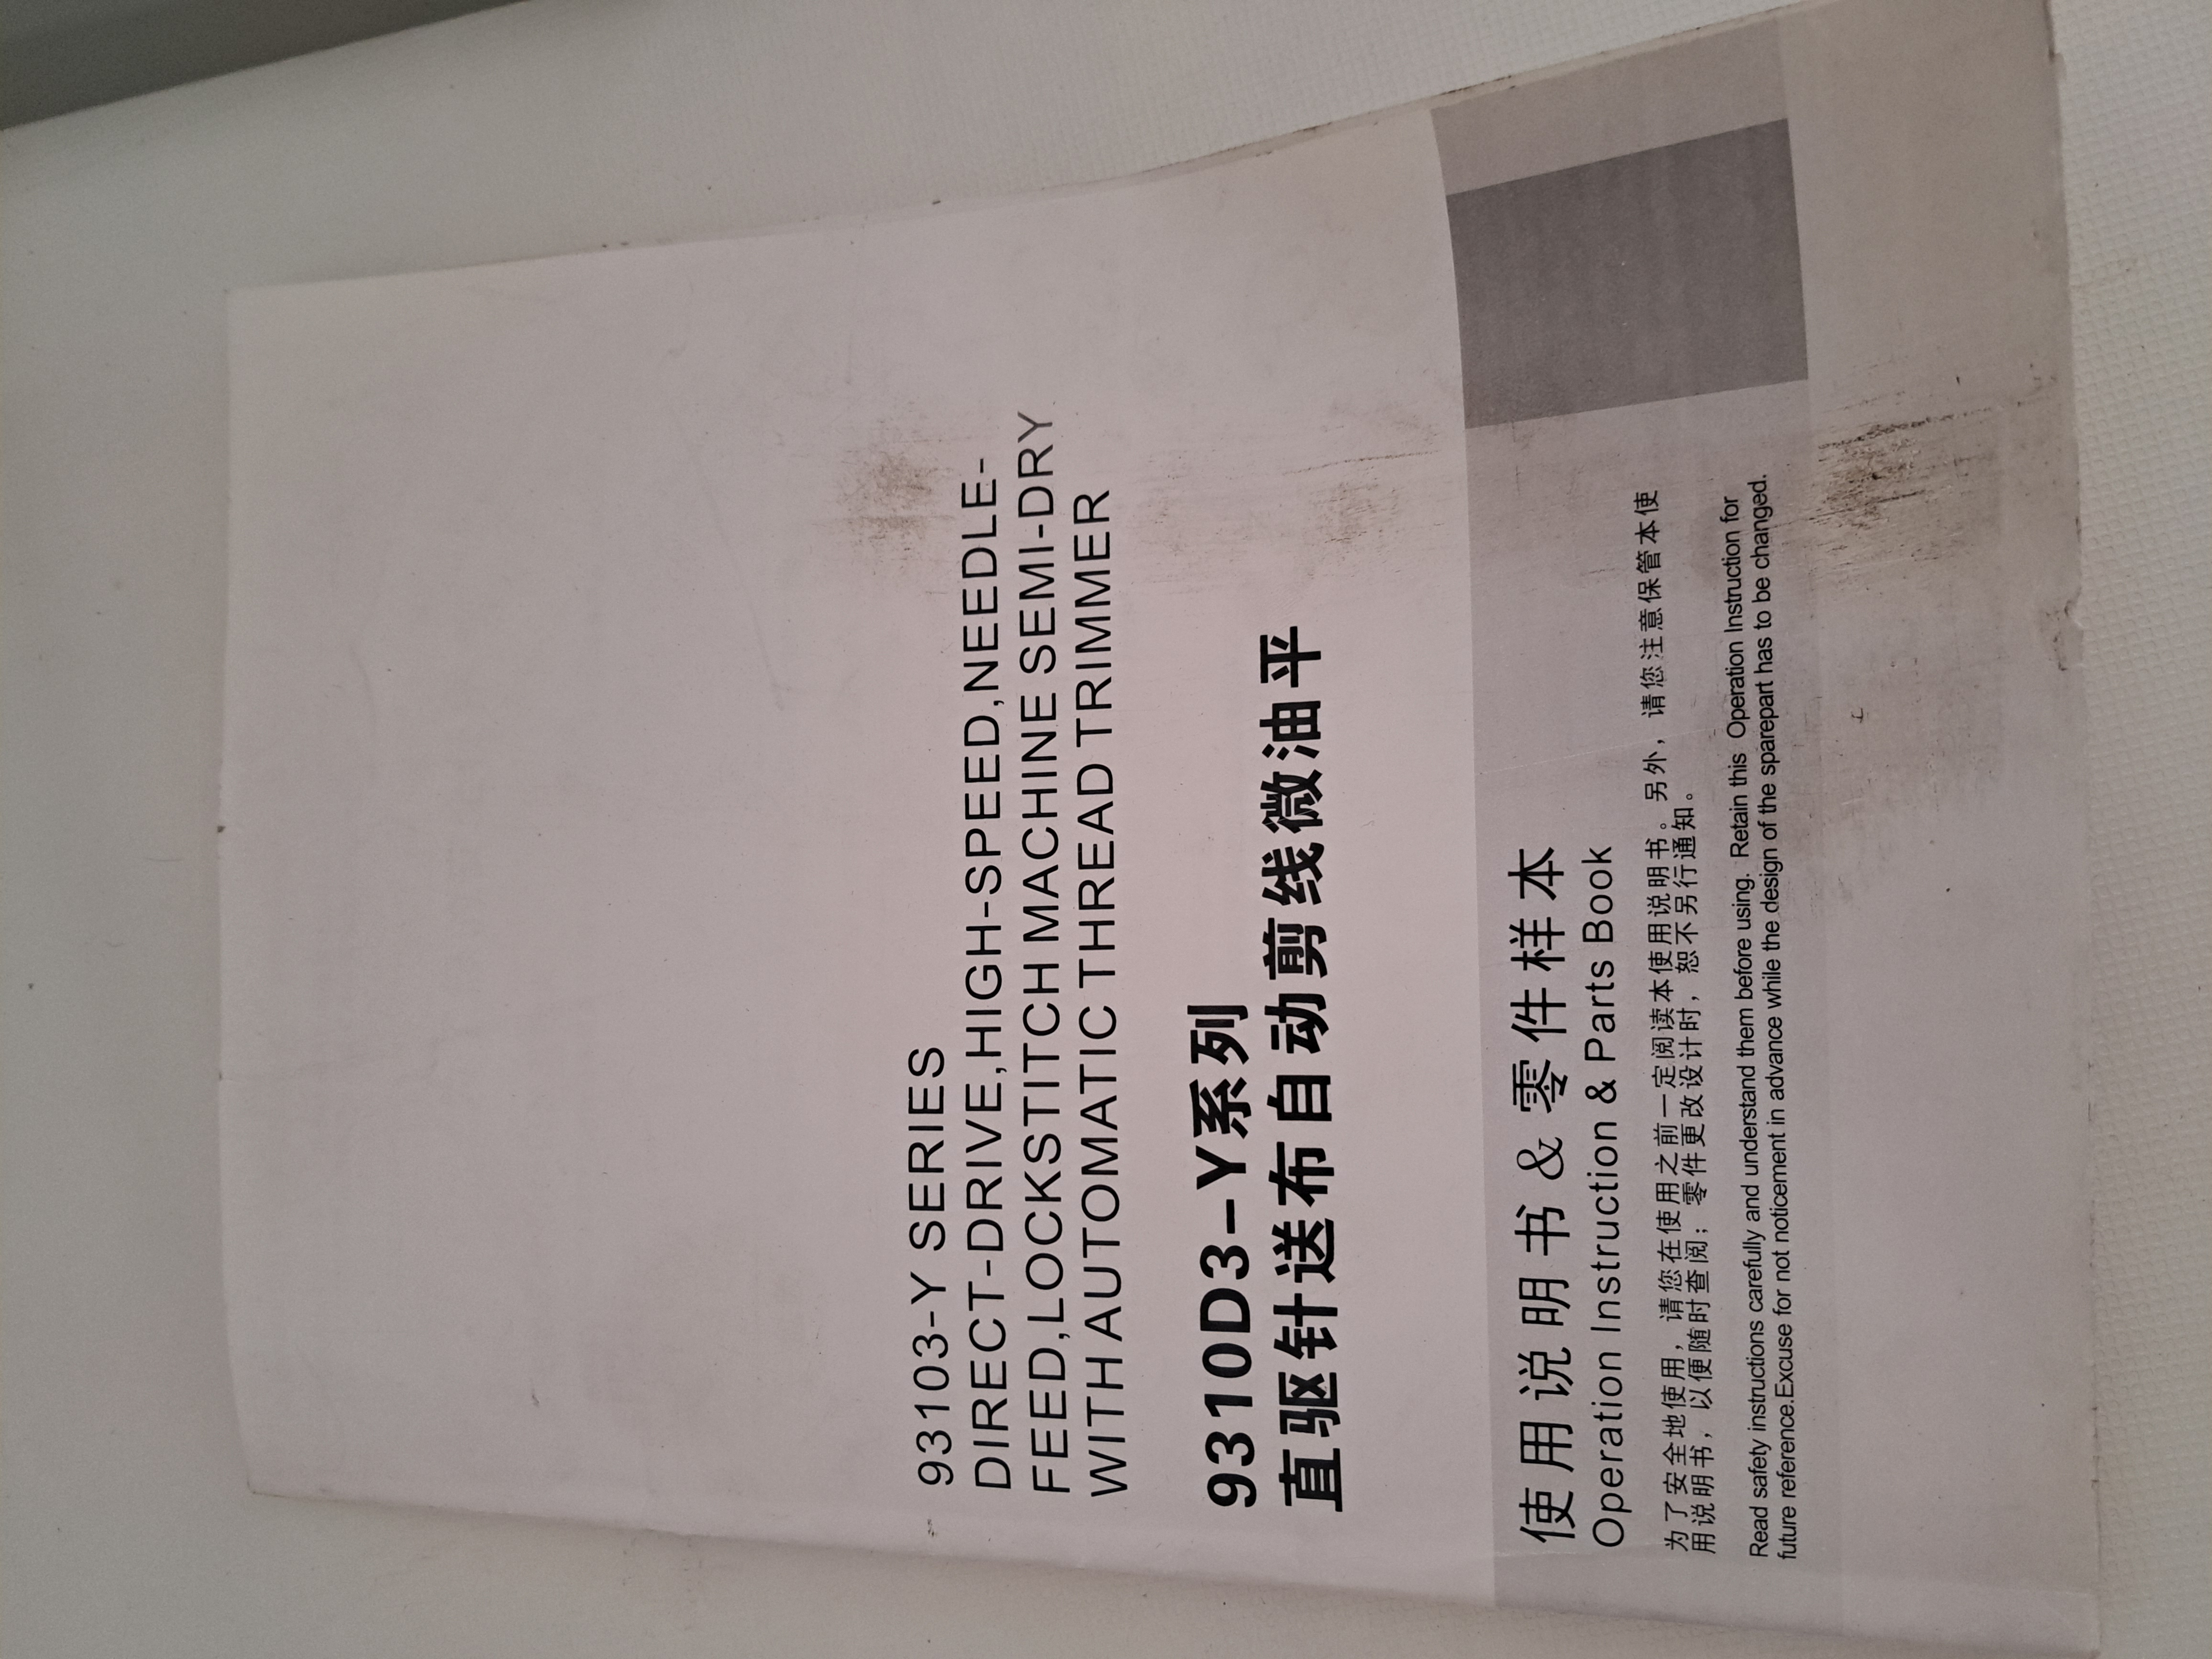 93103-Y SERIES
DIRECT-DRIVE,HIGH-SPEED,NEEDLE-
FEED,LOCKSTITCH MACHINE SEMI-DRY
WITH AUTOMATIC THREAD TRIMMER
9310D3-Y系列
直驱针送布自动剪线微油平
使用说明书 & 零件样本
Operation Instruction & Parts Book
为了安全地使用，请您在使用之前一定阅读本使用说明书。另外，请您注意保管本使
用说明书，以便随时查阅；零件更改设计时，恕不另行通知。
Read safety instructions carefully and understand them before using. Retain this Operation Instruction for
future reference.Excuse for not noticement in advance while the design of the sparepart has to be changed.